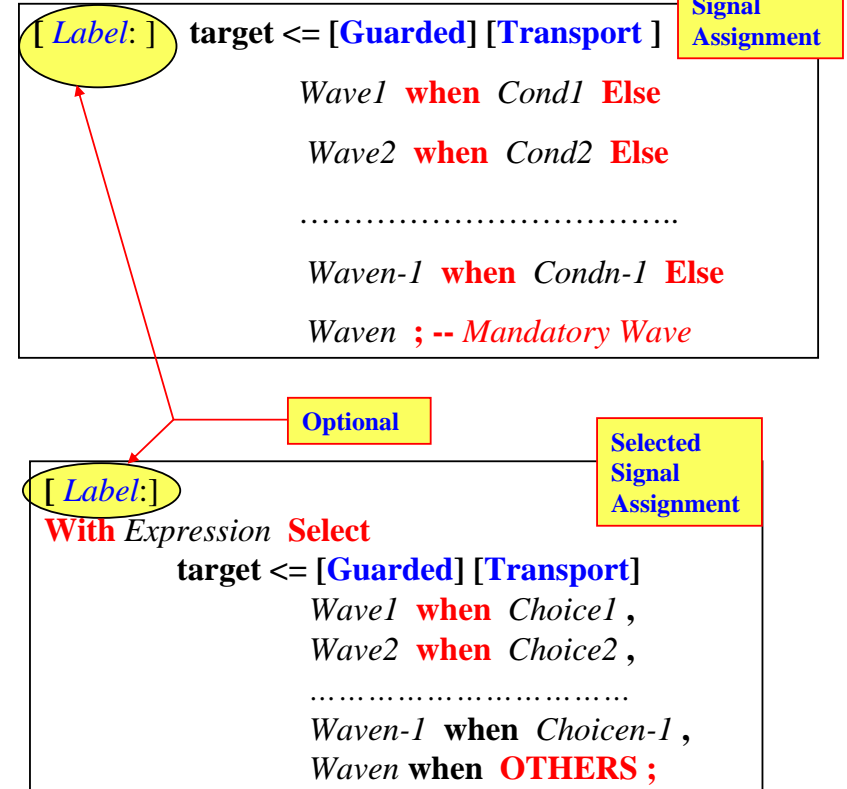 Signal
Assignment
[ Label: ] target <= [Guarded] [Transport ]
Wave1 when Cond1 Else
Wave2 when Cond2 Else
……………………………..
Waven-1 when Condn-1 Else
Waven ; -- Mandatory Wave
Optional
Selected
Signal
Assignment
[ Label:]
With Expression Select
target <= [Guarded] [Transport]
Wave1 when Choice1 ,
Wave2 when Choice2 ,
……………………………
Waven-1 when Choicen-1 ,
Waven when OTHERS ;